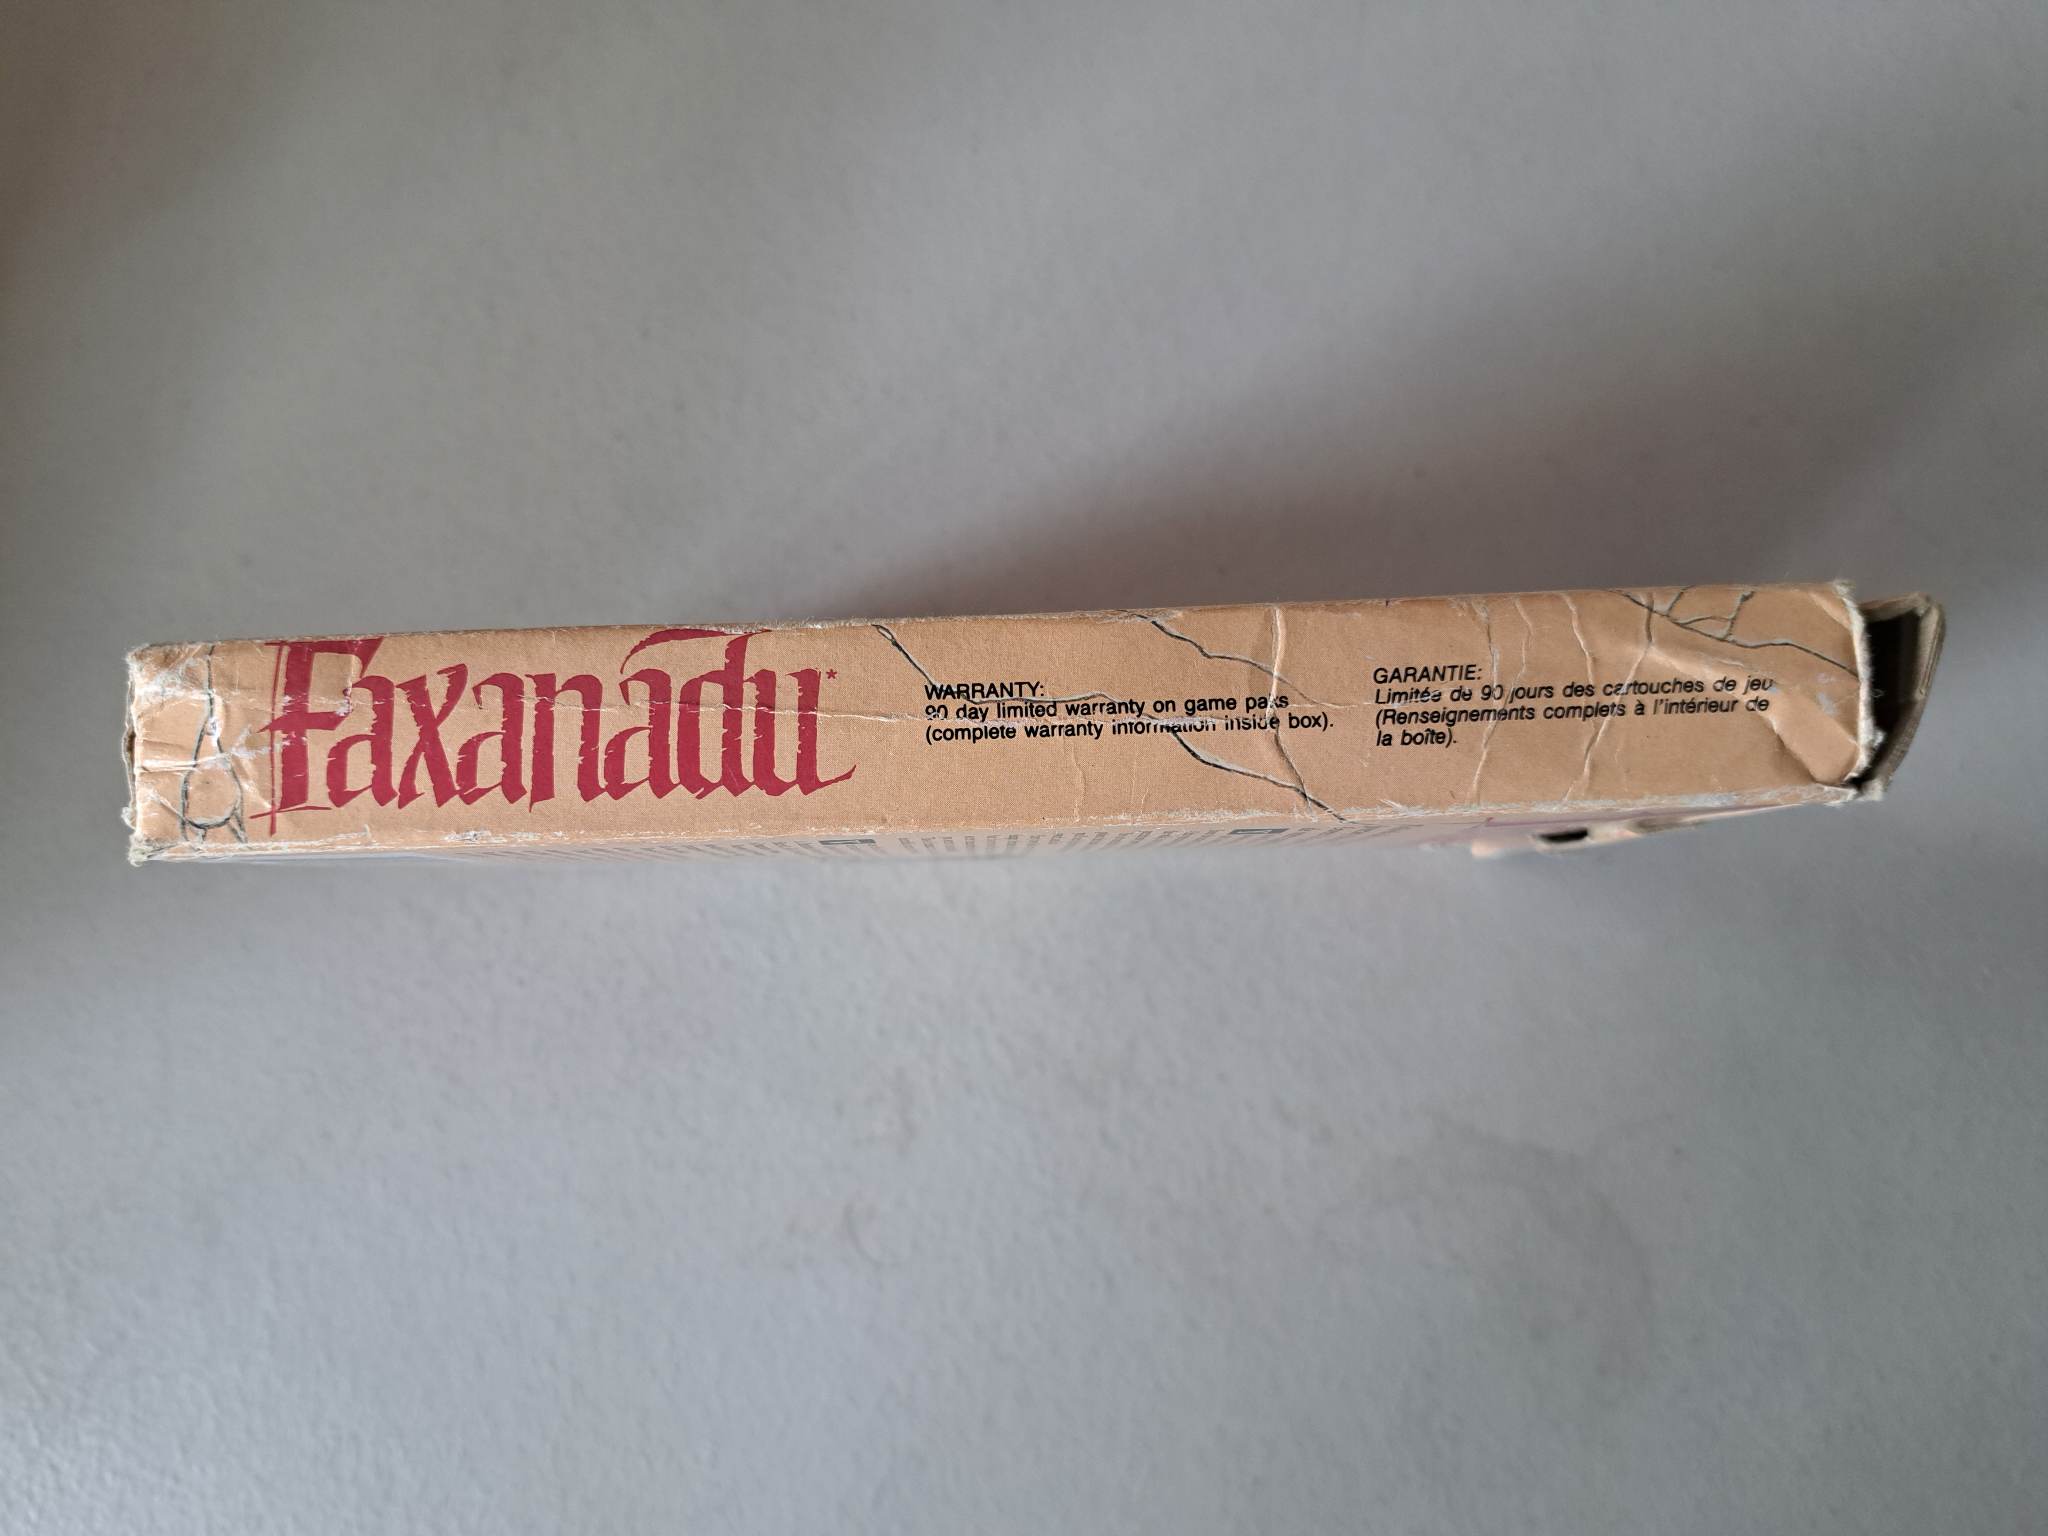 Faxanadu*
WARRANTY:
90 day limited warranty on game paks
(complete warranty information inside box).
GARANTIE:
Limitée de 90 jours des cartouches de jeu
(Renseignements complets à l'intérieur de
la boîte).